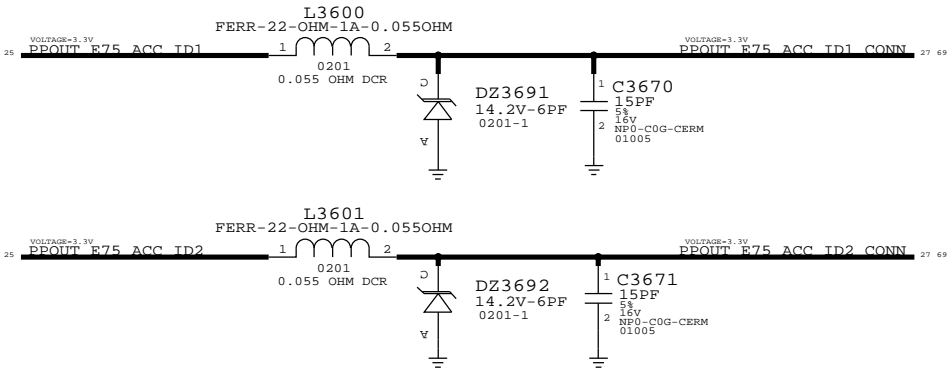 L3600
FERR-22-OHM-1A-0.055OHM
VOLTAGE=3.3V
25 PPOUT E75 ACC ID1
1 2
VOLTAGE=3.3V
PPOUT E75 ACC ID1 CONN 27 69
0201
0.055 OHM DCR
C
DZ3691
14.2V-6PF
0201-1
A
1 C3670
15PF
5%
16V
2 NP0-C0G-CERM
01005
L3601
FERR-22-OHM-1A-0.055OHM
VOLTAGE=3.3V
25 PPOUT E75 ACC ID2
1 2
VOLTAGE=3.3V
PPOUT E75 ACC ID2 CONN 27 69
0201
0.055 OHM DCR
C
DZ3692
14.2V-6PF
0201-1
A
1 C3671
15PF
5%
16V
2 NP0-C0G-CERM
01005